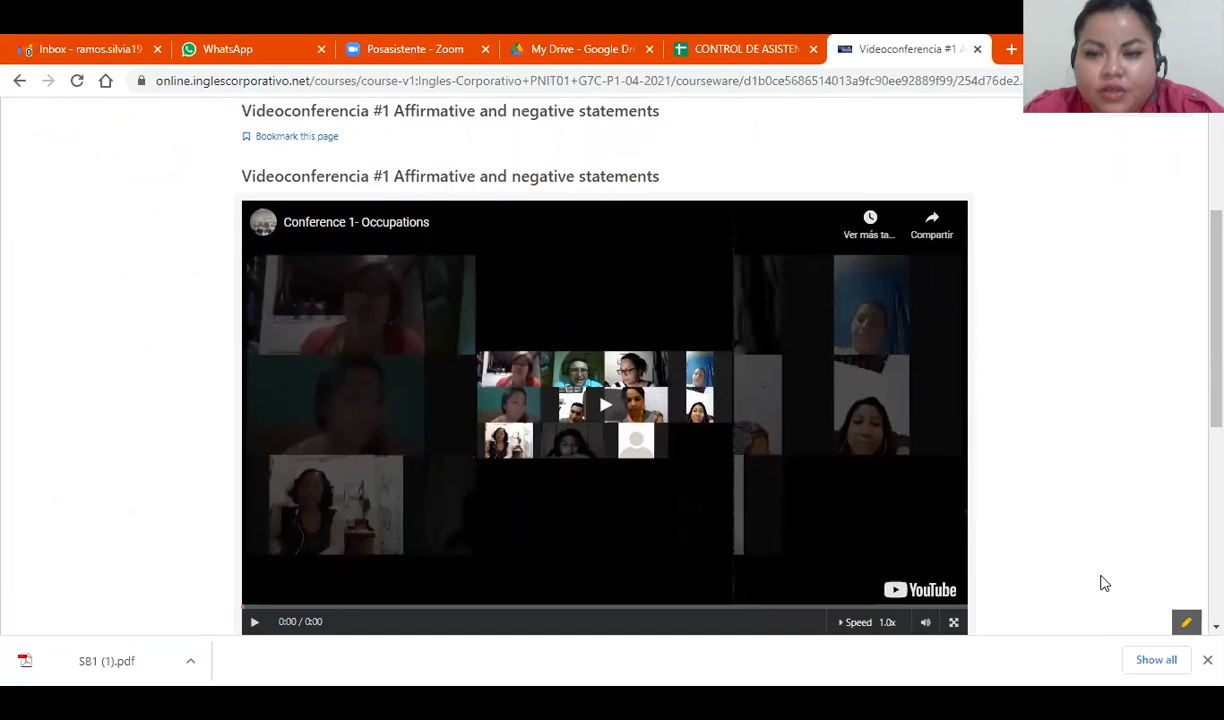 Inbox - ramos.silvia19
WhatsApp
Posasistente - Zoom
My Drive - Google Dri
CONTROL DE ASISTEN
Videoconferencia #1 A
online.inglescorporativo.net/courses/course-v1:Ingles-Corporativo+PNIT01+G7C-P1-04-2021/courseware/d1b0ce5686514013a9fc90ee92889f99/254d76de2...
Videoconferencia #1 Affirmative and negative statements
Bookmark this page
Videoconferencia #1 Affirmative and negative statements
Conference 1- Occupations
Ver más ta...
Compartir
YouTube
0:00 / 0:00
Speed 1.0x
SB1 (1).pdf
Show all